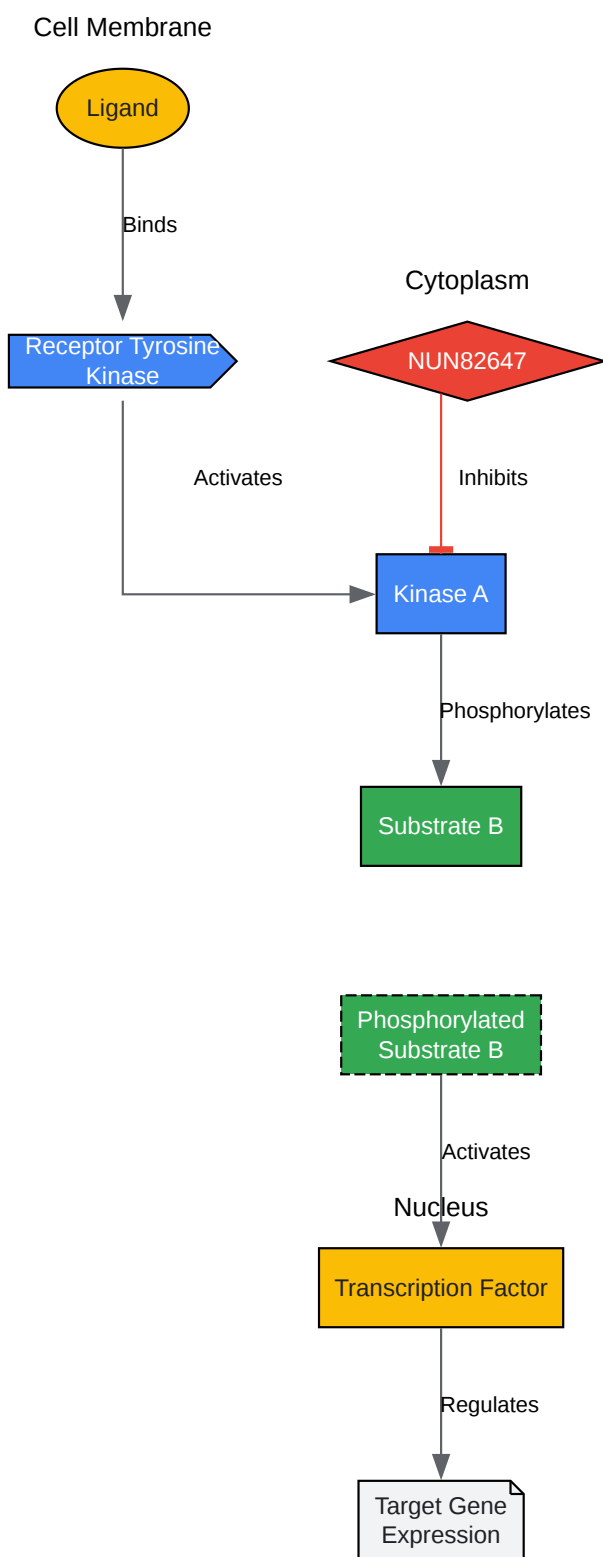 Cell Membrane
Ligand
Binds
Cytoplasm
Receptor Tyrosine
Kinase
NUN82647
Activates
Inhibits
Kinase A
Phosphorylates
Substrate B
Phosphorylated
Substrate B
Activates
Nucleus
Transcription Factor
Regulates
Target Gene
Expression